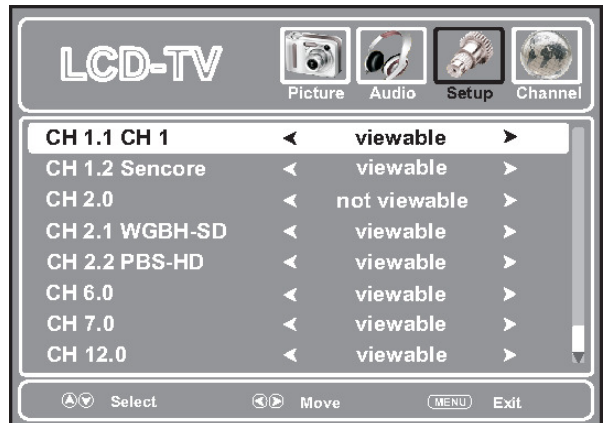 LCD-TV
Picture Audio Setup Channel
CH 1.1 CH 1 viewable
CH 1.2 Sencore viewable
CH 2.0 not viewable
CH 2.1 WGBH-SD viewable
CH 2.2 PBS-HD viewable
CH 6.0 viewable
CH 7.0 viewable
CH 12.0 viewable
Select Move MENU Exit